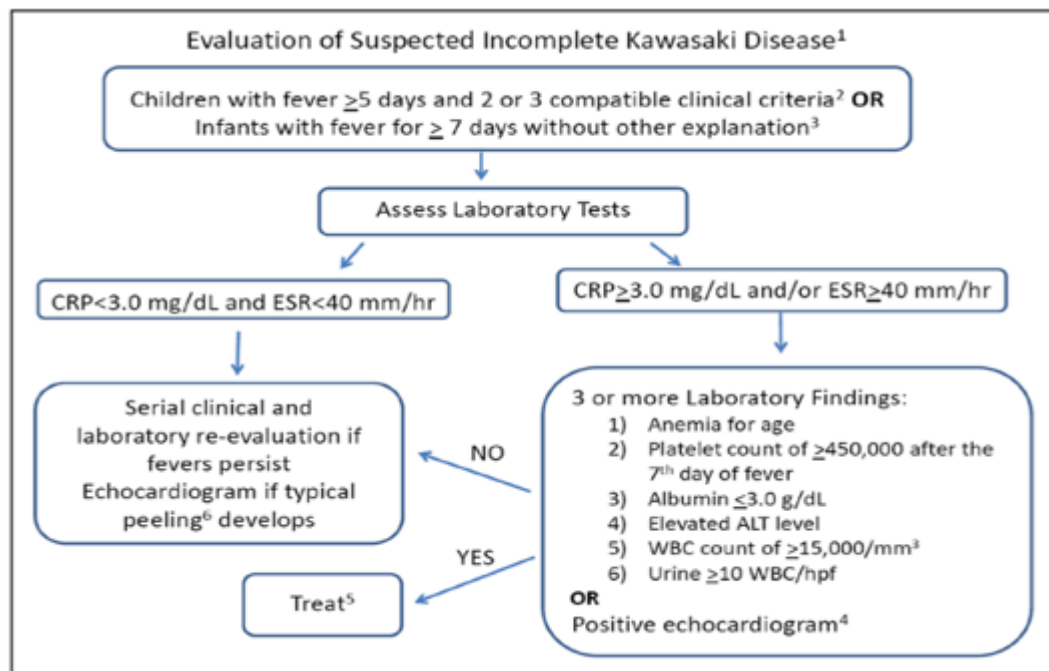 Evaluation of Suspected Incomplete Kawasaki Disease¹
Children with fever ≥5 days and 2 or 3 compatible clinical criteria² OR
Infants with fever for ≥ 7 days without other explanation³
Assess Laboratory Tests
CRP<3.0 mg/dL and ESR<40 mm/hr
CRP≥3.0 mg/dL and/or ESR≥40 mm/hr
Serial clinical and
laboratory re-evaluation if
fevers persist
Echocardiogram if typical
peeling⁶ develops
NO
YES
Treat⁵
3 or more Laboratory Findings:
1) Anemia for age
2) Platelet count of ≥450,000 after the
7th day of fever
3) Albumin ≤3.0 g/dL
4) Elevated ALT level
5) WBC count of ≥15,000/mm³
6) Urine ≥10 WBC/hpf
OR
Positive echocardiogram⁴